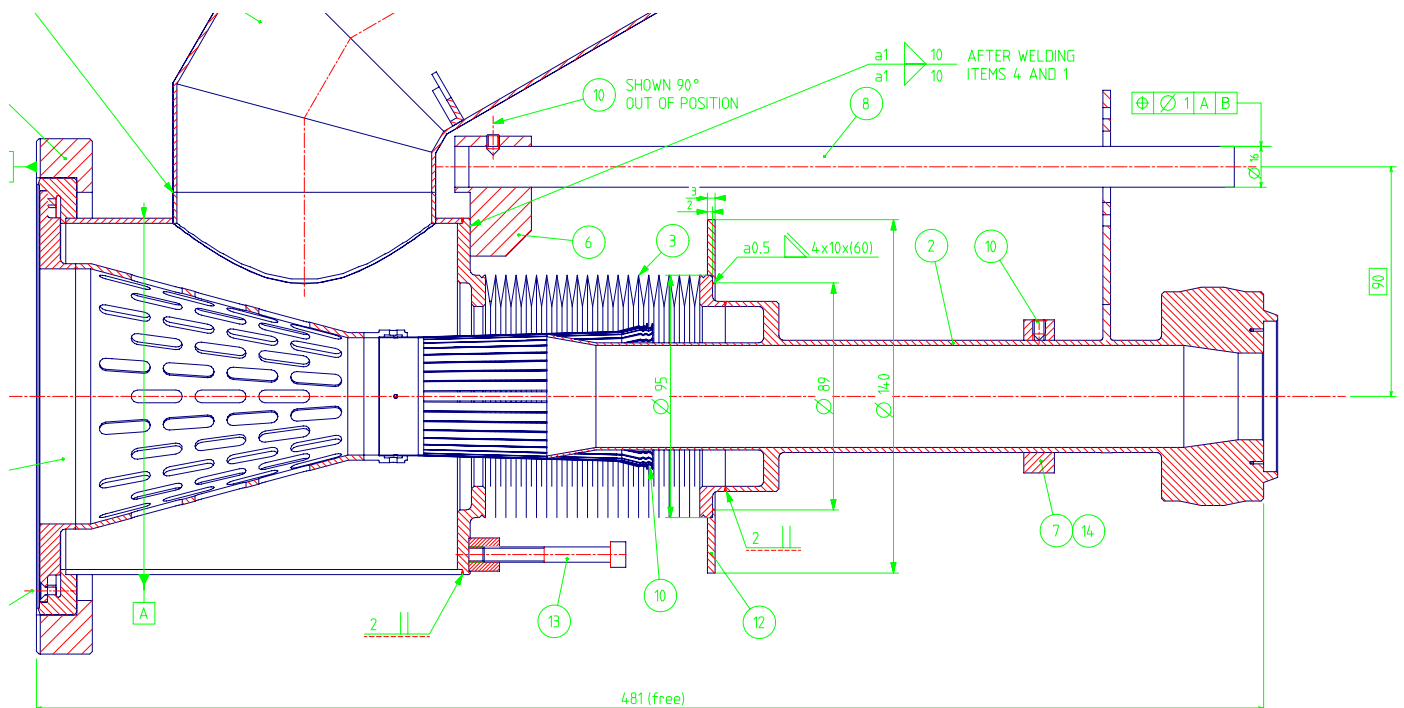 a1 10 AFTER WELDING
a1 10 ITEMS 4 AND 1
10 SHOWN 90°
OUT OF POSITION
8
⌖ ∅ 1 A B
∅ 16
3
2
6
3
a0.5 4x10x(60)
2
10
90
∅ 95
∅ 89
∅ 140
2 ||
7 14
A
2 ||
13
10
12
481 (free)